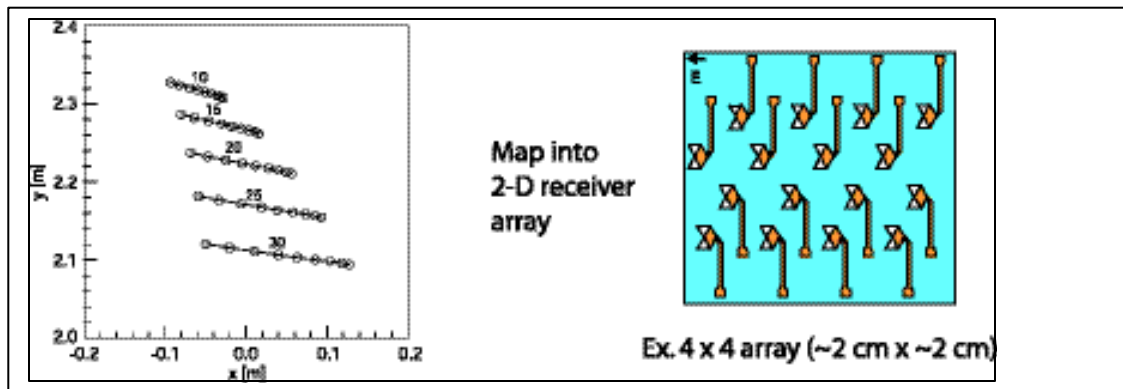 2.4
2.3
2.2
2.1
2.0
y [m]
10
15
20
25
30
-0.2
-0.1
0.0
0.1
0.2
x [m]
Map into
2-D receiver
array
E
Ex. 4 x 4 array (~2 cm x ~2 cm)